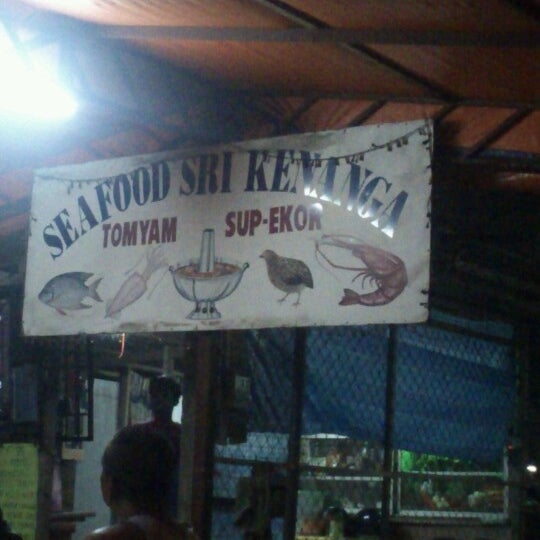 SEAFOOD SRI KENANGA
TOMYAM SUP-EKOR